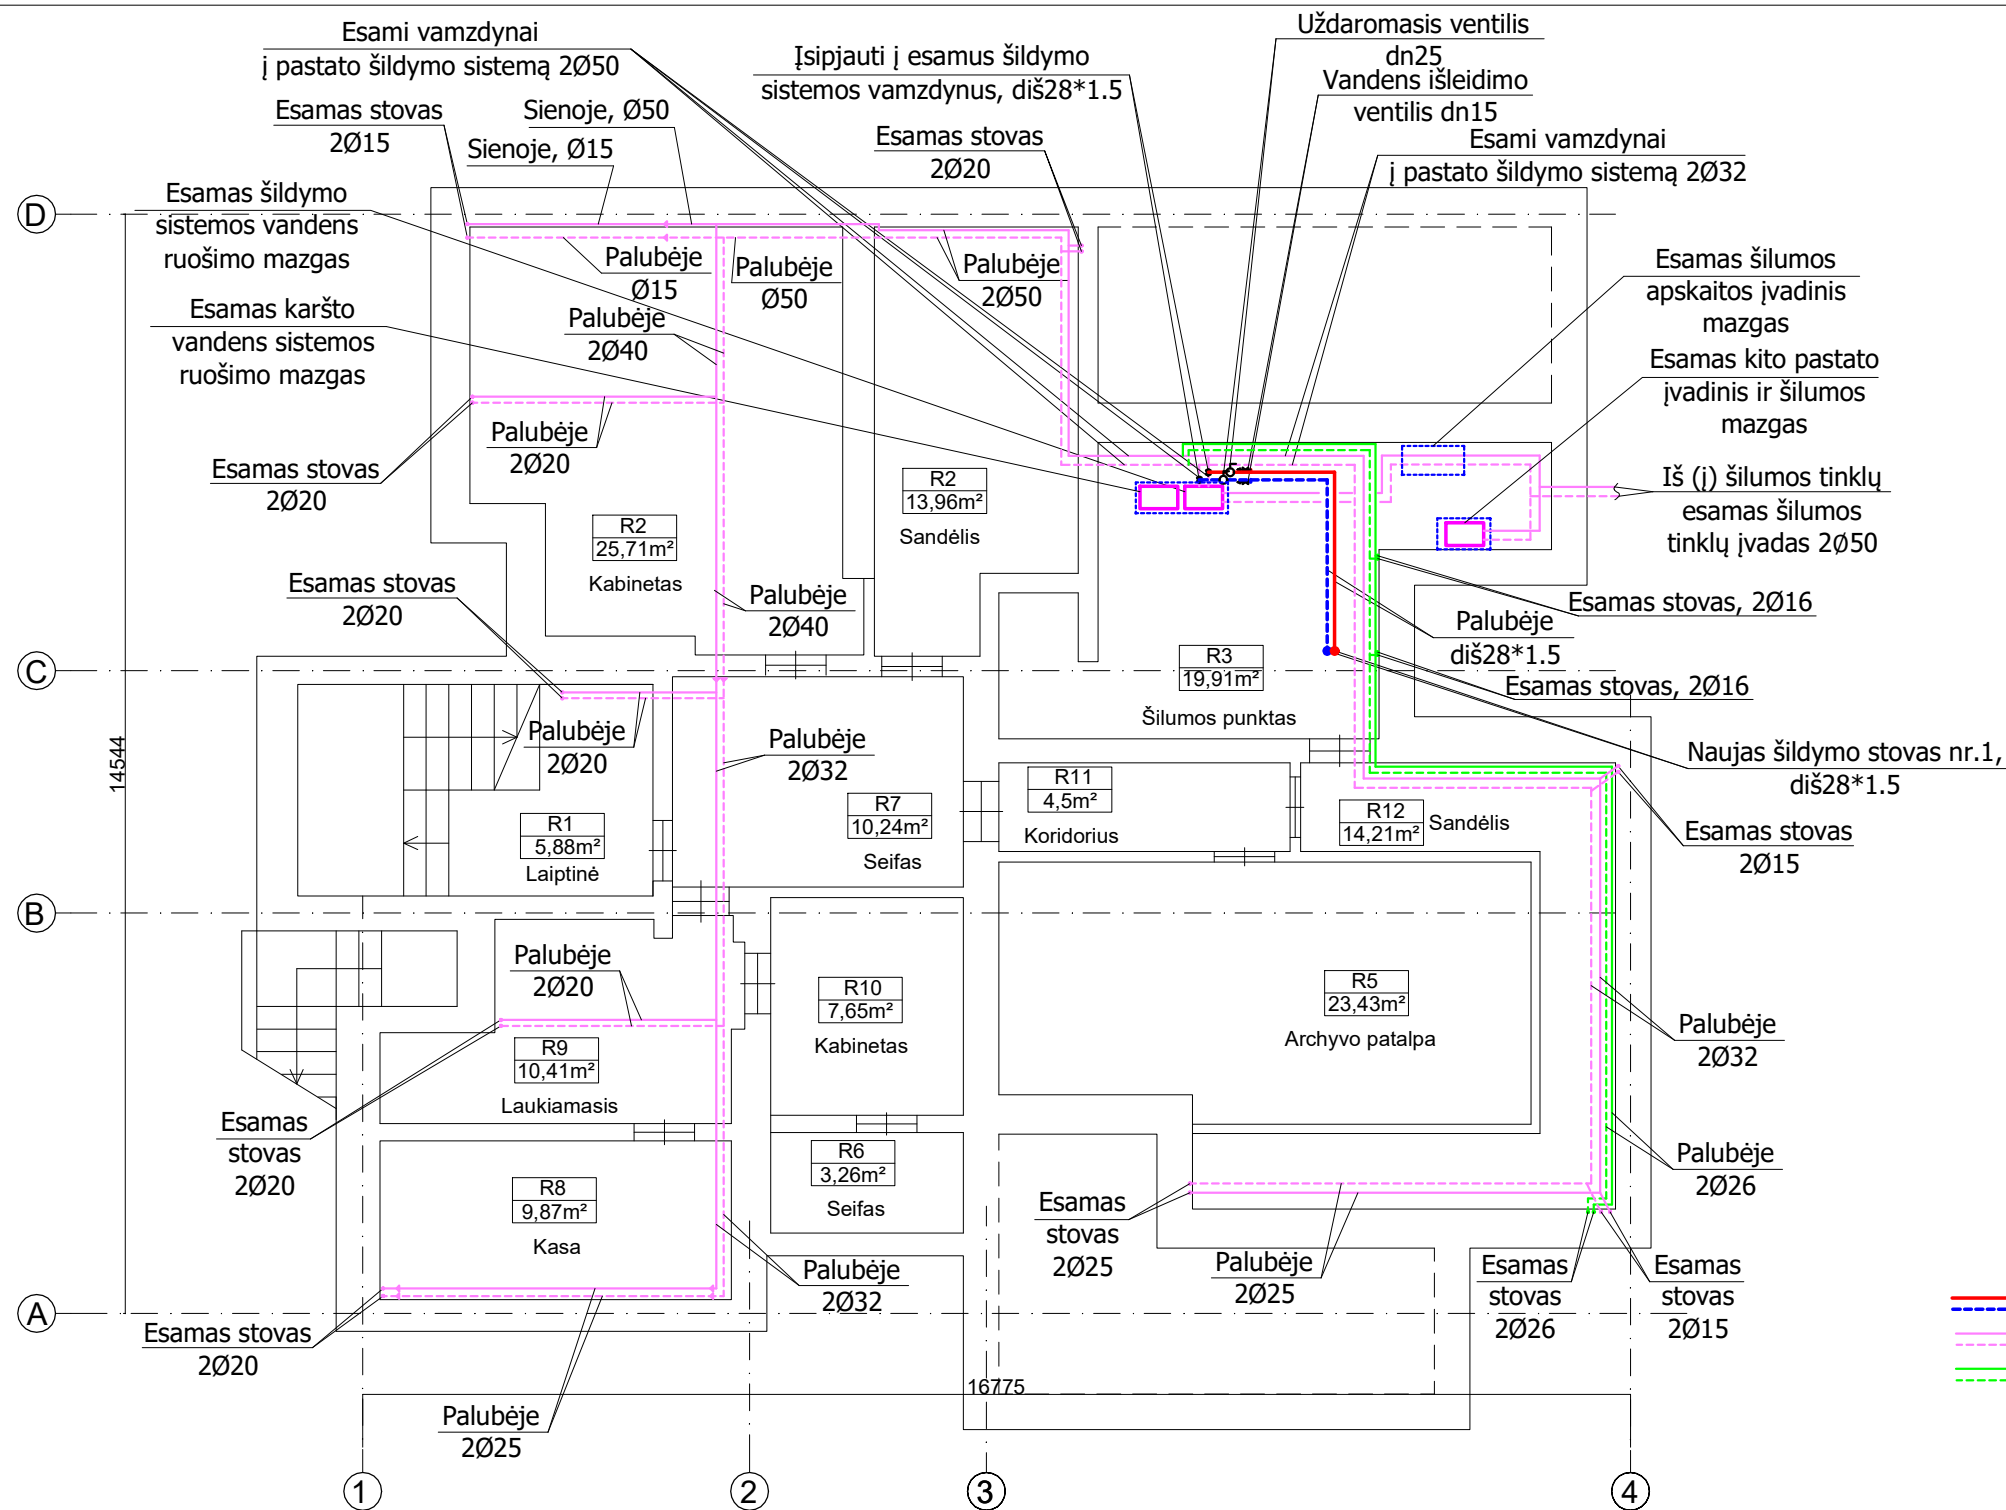 Esami vamzdynai
į pastato šildymo sistemą 2Ø50
Įsipjauti į esamus šildymo
sistemos vamzdynus, diš28*1.5
Uždaromasis ventilis
dn25
Vandens išleidimo
ventilis dn15
Esamas stovas
2Ø15
Sienoje, Ø50
Sienoje, Ø15
Esamas stovas
2Ø20
Esami vamzdynai
į pastato šildymo sistemą 2Ø32
D
Esamas šildymo
sistemos vandens
ruošimo mazgas
Palubėje
Ø15
Palubėje
Ø50
Palubėje
2Ø50
Esamas šilumos
apskaitos įvadinis
mazgas
Esamas karšto
vandens sistemos
ruošimo mazgas
Palubėje
2Ø40
Esamas kito pastato
įvadinis ir šilumos
mazgas
Palubėje
2Ø20
Esamas stovas
2Ø20
R2
13,96m²
Sandėlis
Iš (į) šilumos tinklų
esamas šilumos
tinklų įvadas 2Ø50
R2
25,71m²
Kabinetas
Esamas stovas
2Ø20
Palubėje
2Ø40
Esamas stovas, 2Ø16
Palubėje
diš28*1.5
C
R3
19,91m²
Šilumos punktas
Esamas stovas, 2Ø16
Palubėje
2Ø20
Palubėje
2Ø32
14544
Naujas šildymo stovas nr.1,
diš28*1.5
R11
4,5m²
Koridorius
R7
10,24m²
Seifas
R12
14,21m²
Sandėlis
R1
5,88m²
Laiptinė
Esamas stovas
2Ø15
B
Palubėje
2Ø20
R10
7,65m²
Kabinetas
R5
23,43m²
Archyvo patalpa
Palubėje
2Ø32
R9
10,41m²
Laukiamasis
Esamas
stovas
2Ø20
R6
3,26m²
Seifas
Palubėje
2Ø26
R8
9,87m²
Kasa
Esamas
stovas
2Ø25
Palubėje
2Ø25
Palubėje
2Ø32
Esamas
stovas
2Ø26
Esamas
stovas
2Ø15
A
Esamas stovas
2Ø20
16775
Palubėje
2Ø25
1
2
3
4